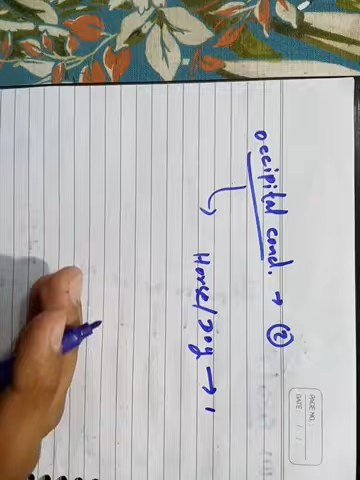 occipital cond. → ②
Horse/Dog → 1
PAGE NO.
DATE: / /